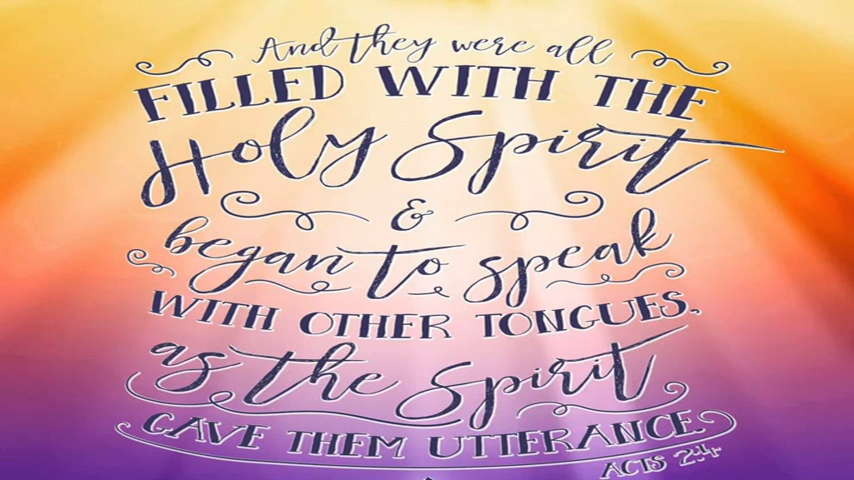 And they were all
FILLED WITH THE
Holy Spirit
&
began to speak
WITH OTHER TONGUES,
as the Spirit
GAVE THEM UTTERANCE
ACTS 2:4